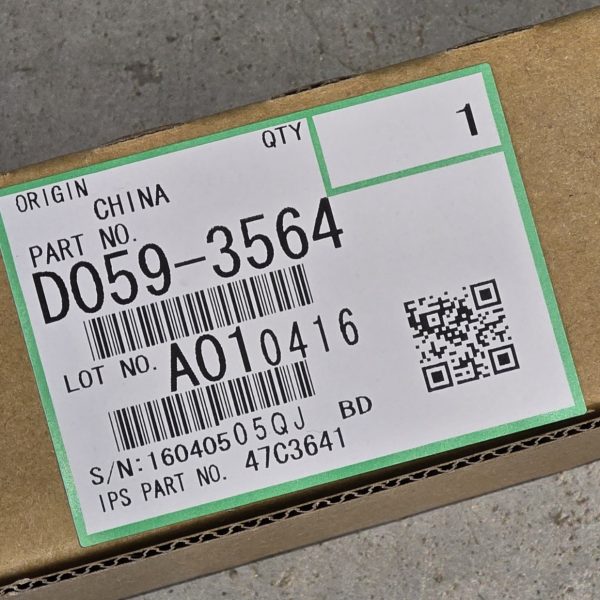 QTY 1
ORIGIN CHINA
PART NO.
D059-3564
LOT NO. A010416
S/N:16040505QJ BD
IPS PART NO. 47C3641